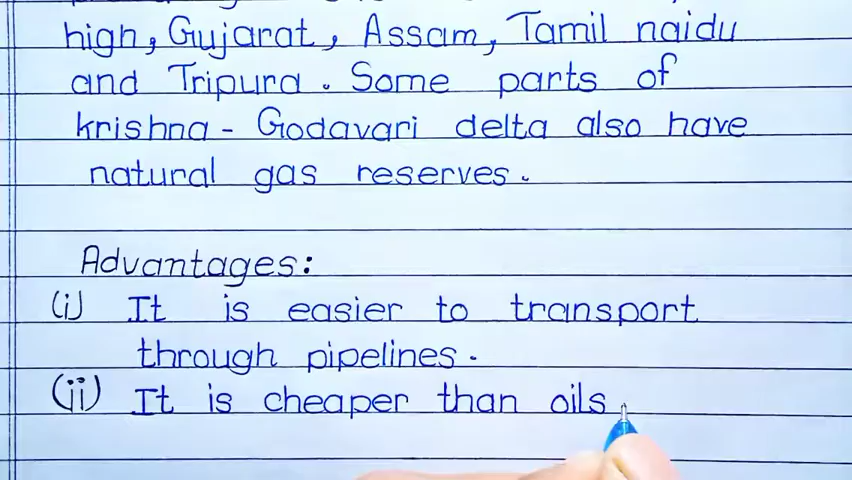 high, Gujarat, Assam, Tamil naidu
and Tripura. Some parts of
krishna - Godavari delta also have
natural gas reserves.
Advantages:
(i) It is easier to transport
through pipelines.
(ii) It is cheaper than oils.